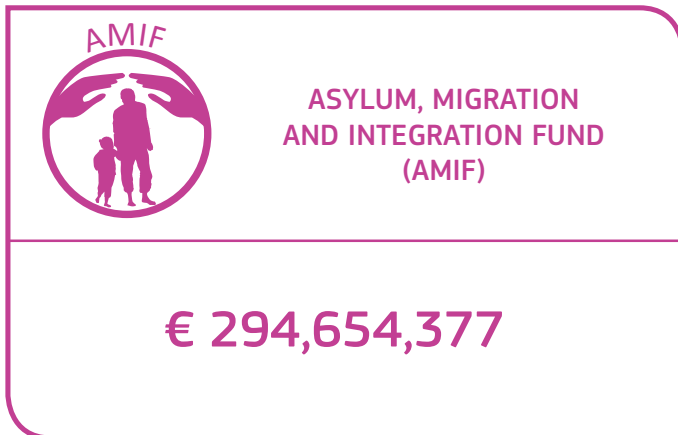 AMIF
ASYLUM, MIGRATION
AND INTEGRATION FUND
(AMIF)
€ 294,654,377